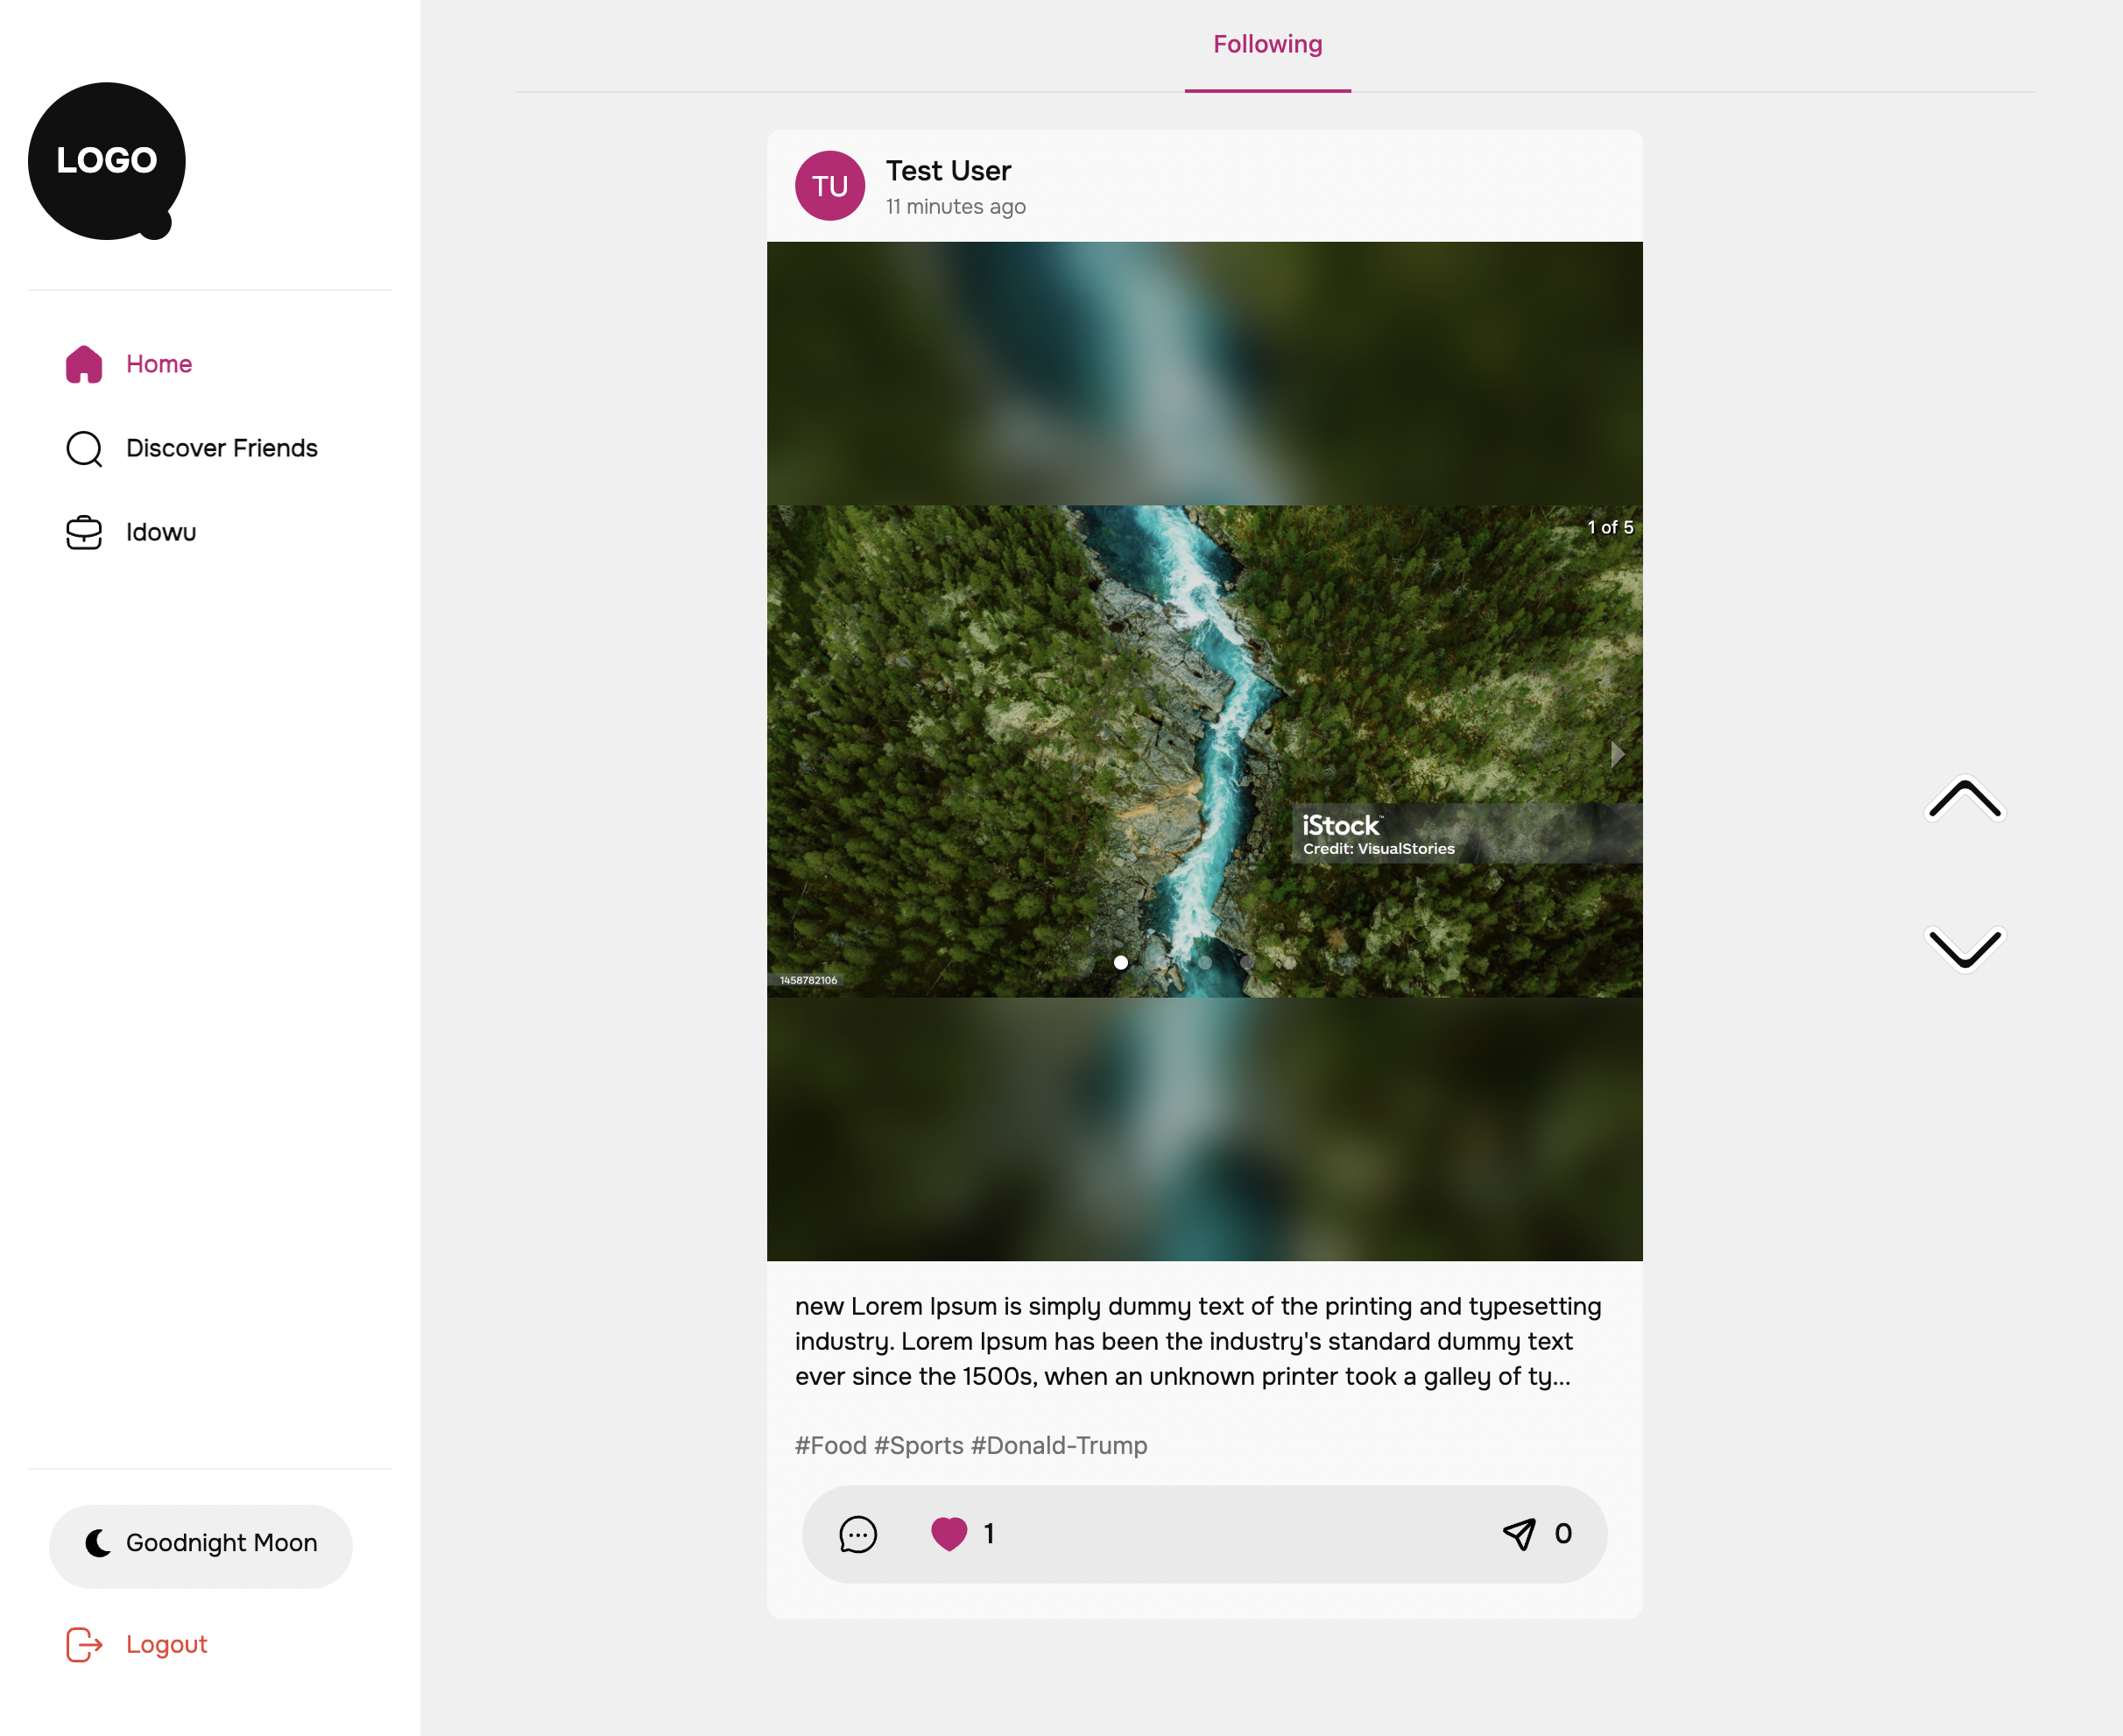 LOGO
Home
Discover Friends
Idowu
Goodnight Moon
Logout
Following
TU
Test User
11 minutes ago
1 of 5
iStock™
Credit: VisualStories
1458782106
new Lorem Ipsum is simply dummy text of the printing and typesetting
industry. Lorem Ipsum has been the industry's standard dummy text
ever since the 1500s, when an unknown printer took a galley of ty...
#Food #Sports #Donald-Trump
1
0